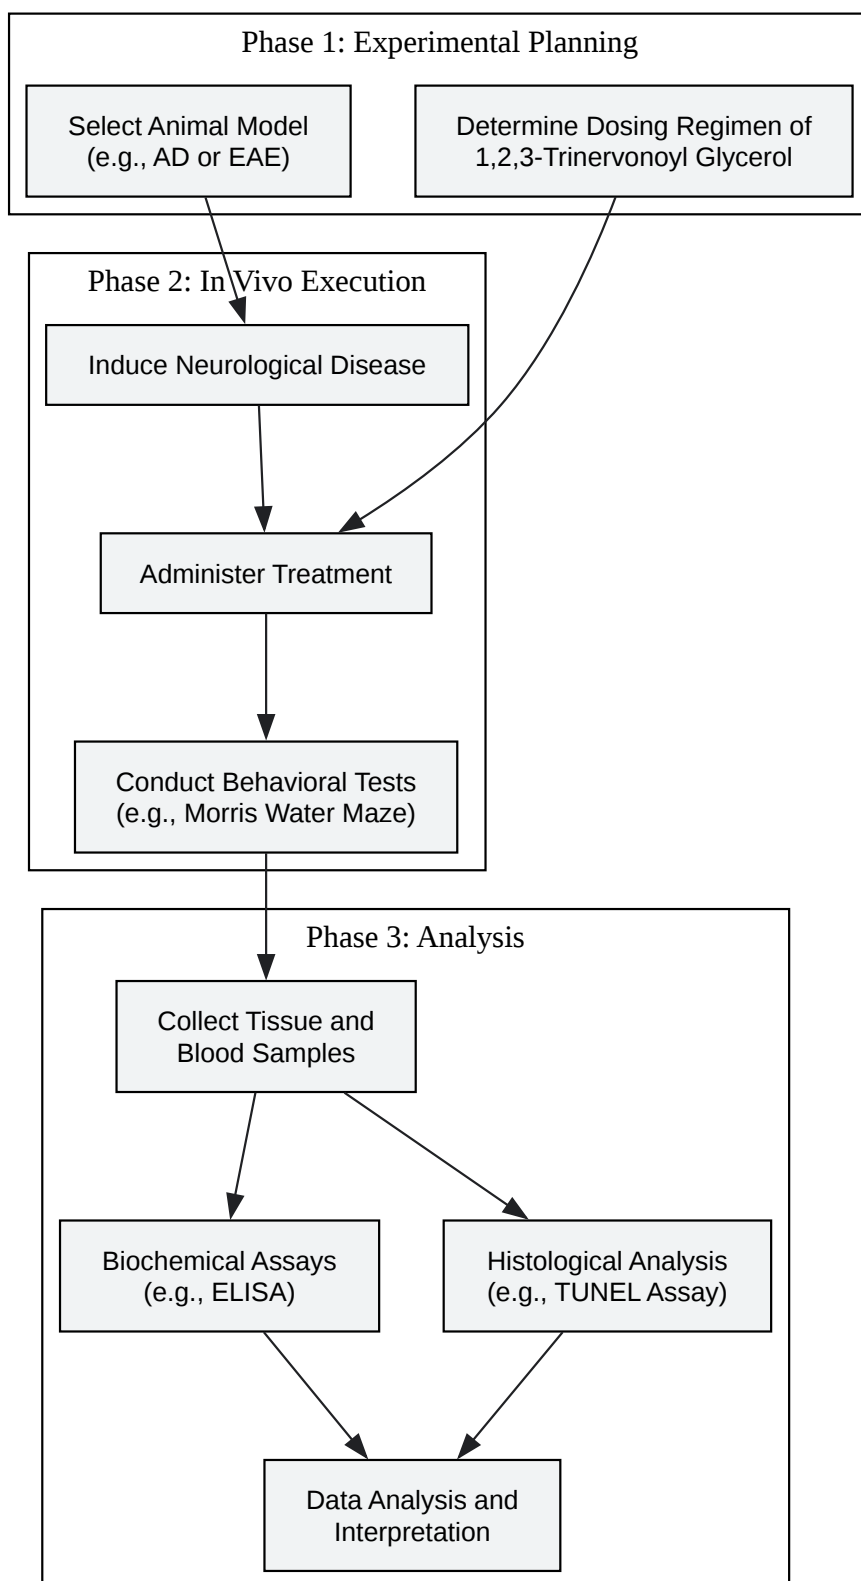 Phase 1: Experimental Planning
Select Animal Model
(e.g., AD or EAE)
Determine Dosing Regimen of
1,2,3-Trinervonoyl Glycerol
Phase 2: In Vivo Execution
Induce Neurological Disease
Administer Treatment
Conduct Behavioral Tests
(e.g., Morris Water Maze)
Phase 3: Analysis
Collect Tissue and
Blood Samples
Biochemical Assays
(e.g., ELISA)
Histological Analysis
(e.g., TUNEL Assay)
Data Analysis and
Interpretation